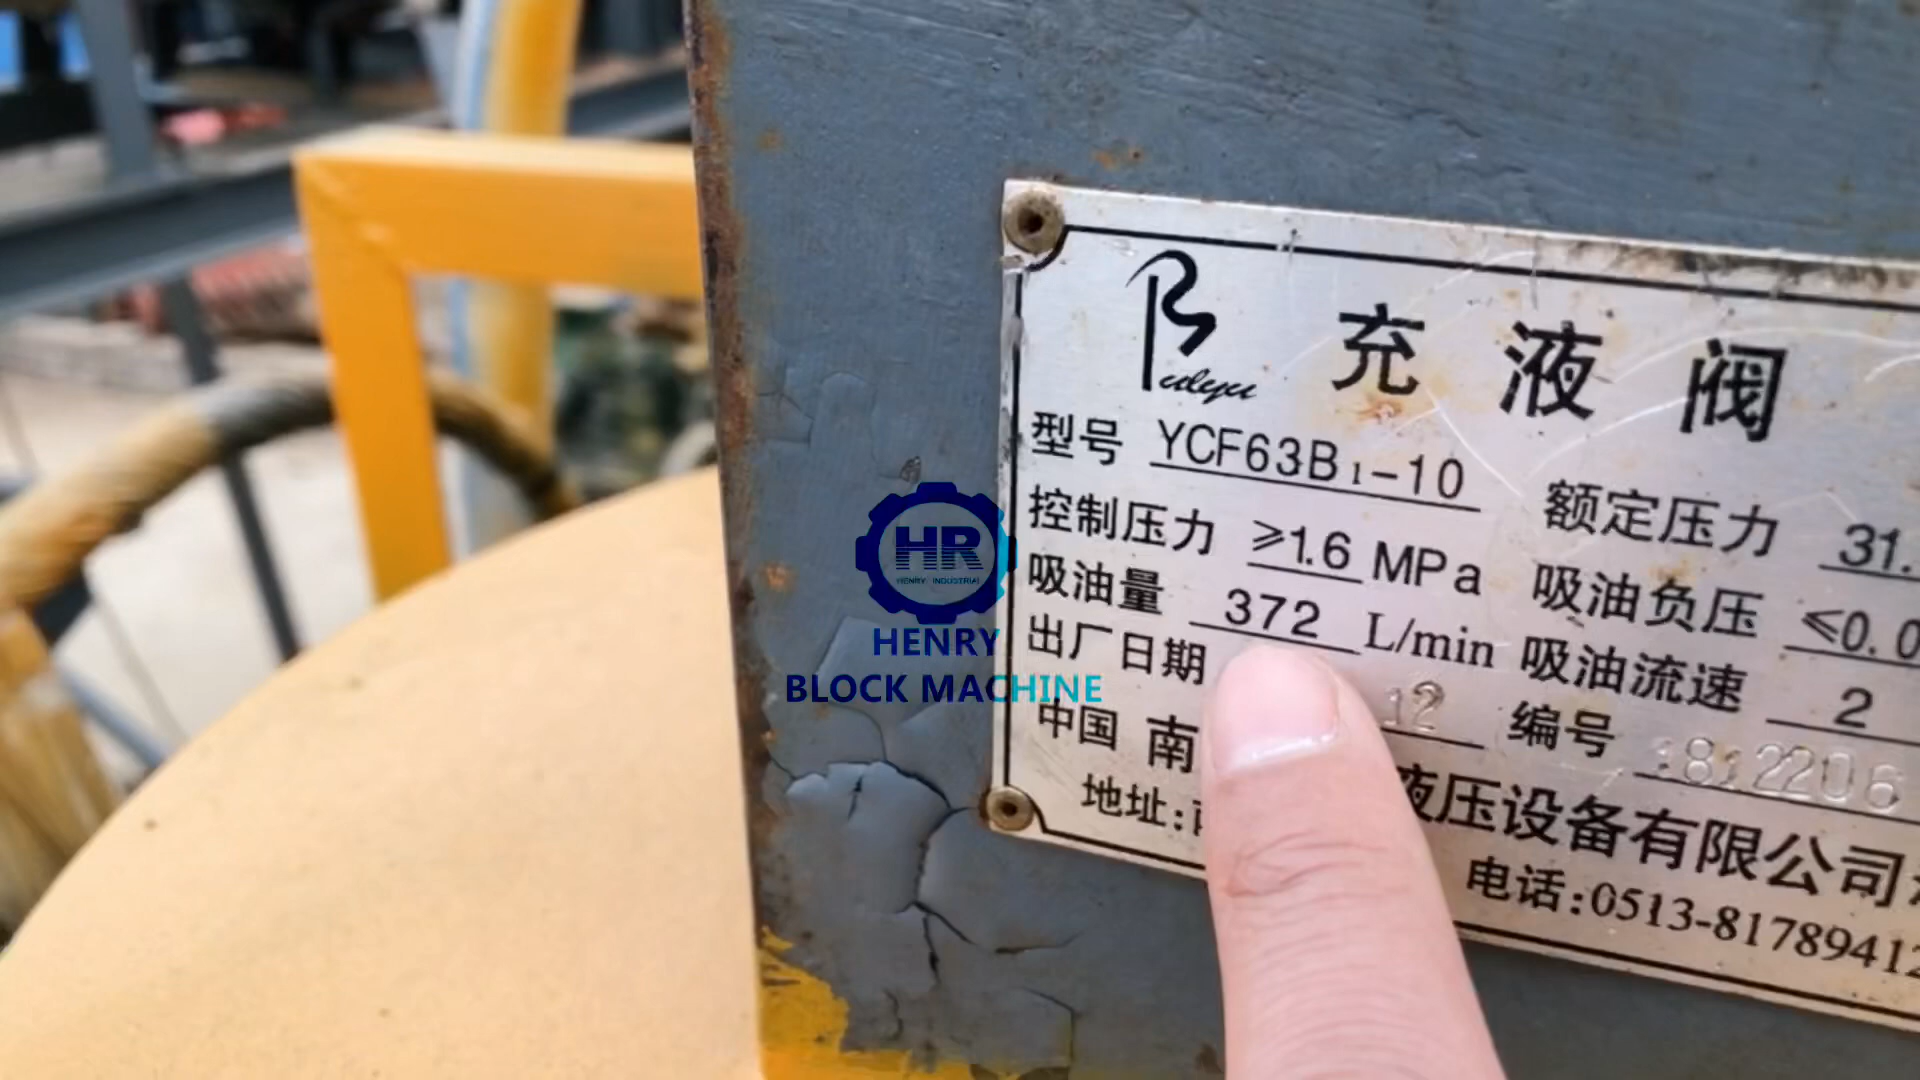 Pulyu 充液阀
型号 YCF63B1-10 额定压力 31.
控制压力 ≥1.6 MPa 吸油负压 ≤0.0
吸油量 372 L/min 吸油流速 2
出厂日期 12 编号 1812206
中国 南 液压设备有限公司
地址: 电话:0513-81789412
HR
HENRY INDUSTRIAL
HENRY
BLOCK MACHINE